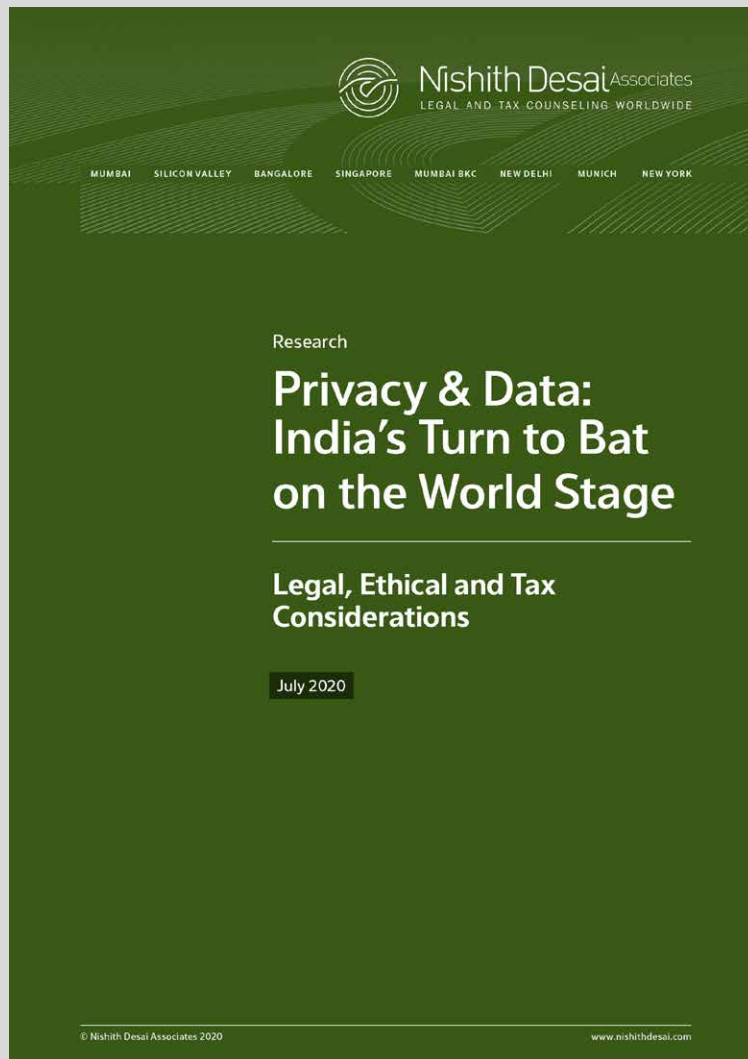 Nishith Desai Associates
LEGAL AND TAX COUNSELING WORLDWIDE
MUMBAI SILICON VALLEY BANGALORE SINGAPORE MUMBAI BKC NEW DELHI MUNICH NEW YORK
Research
Privacy & Data:
India’s Turn to Bat
on the World Stage
Legal, Ethical and Tax
Considerations
July 2020
© Nishith Desai Associates 2020 www.nishithdesai.com